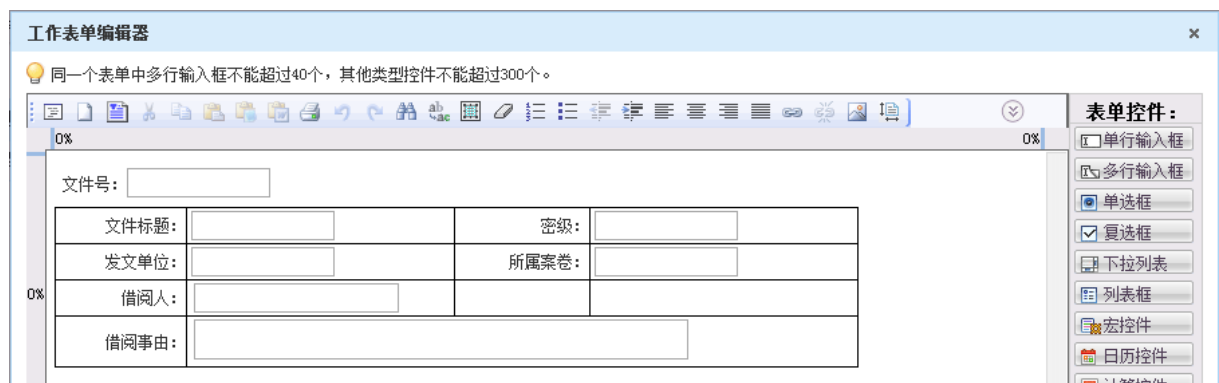 工作表单编辑器
同一个表单中多行输入框不能超过40个，其他类型控件不能超过300个。
表单控件：
0% 0%
单行输入框
多行输入框
单选框
复选框
下拉列表
列表框
宏控件
日历控件
计算控件
文件号：
文件标题： 密级：
发文单位： 所属案卷：
0%
借阅人：
借阅事由：